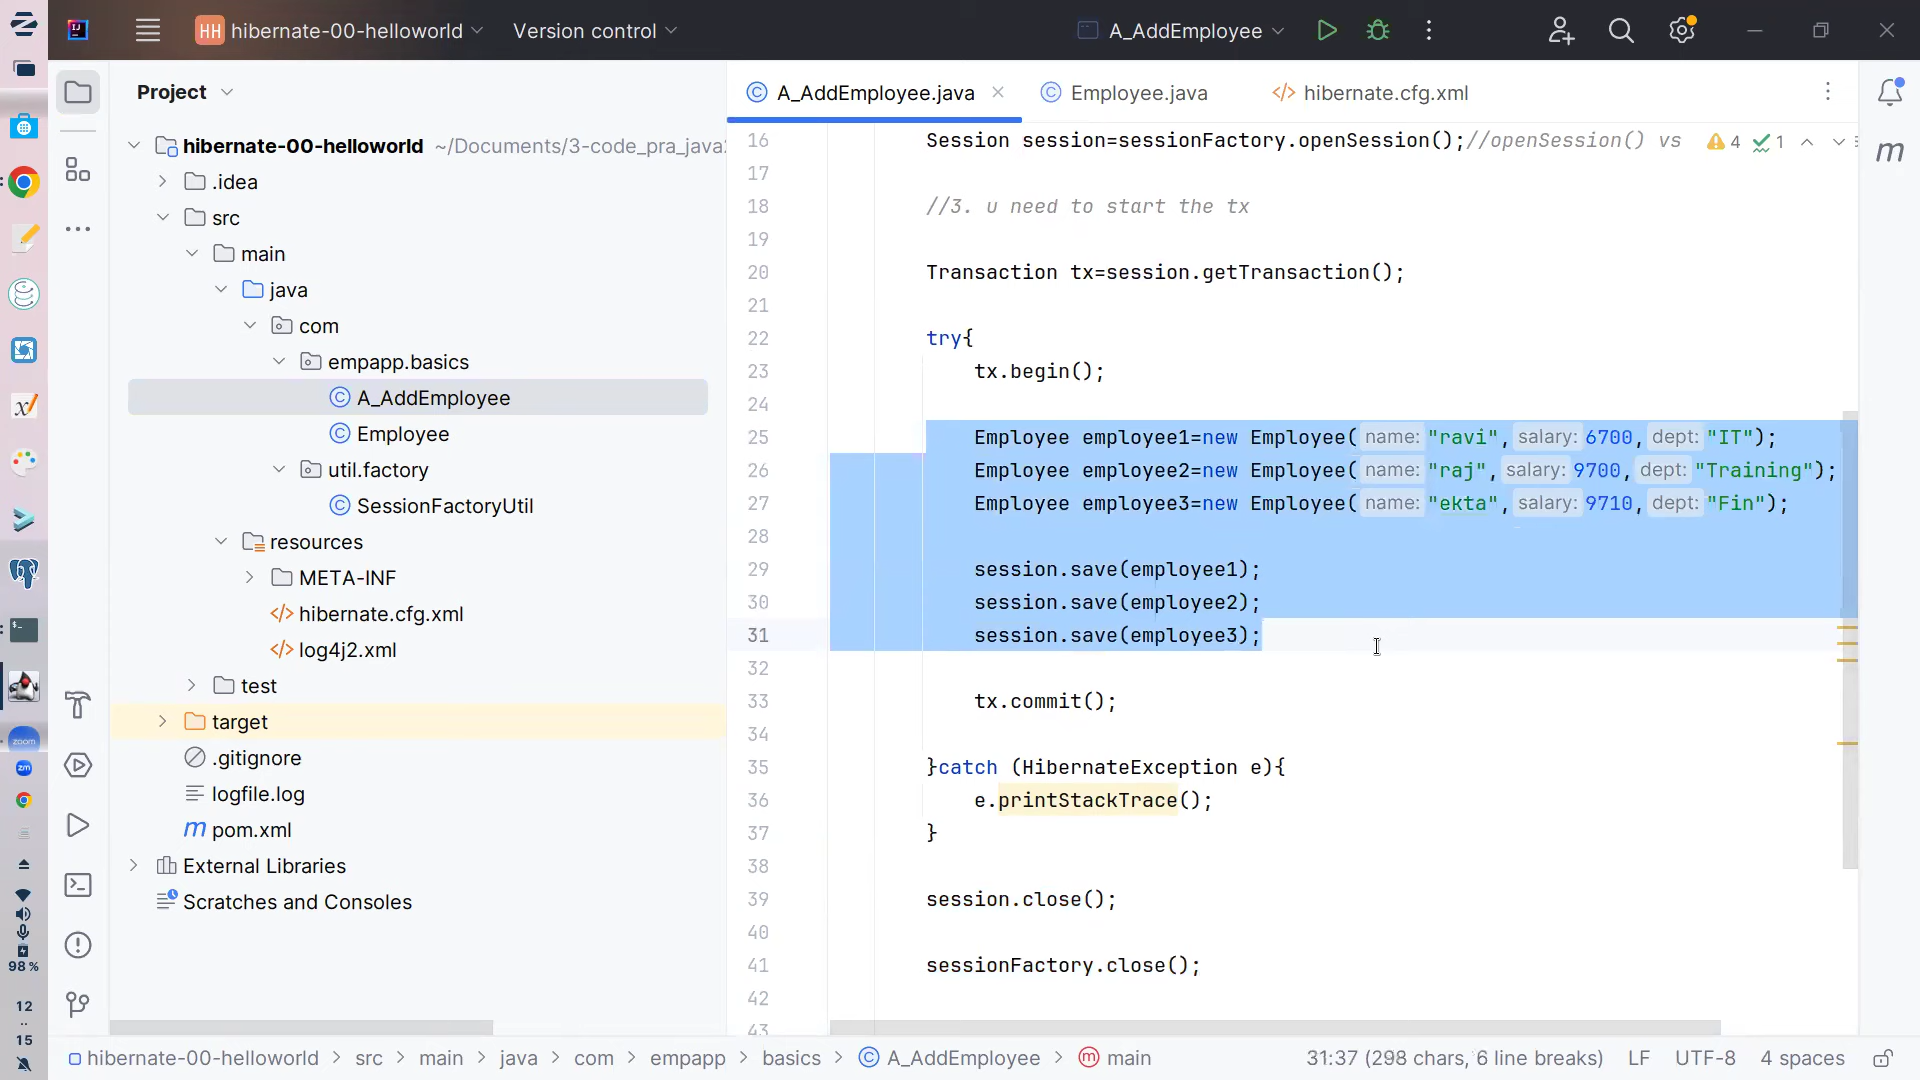 HH hibernate-00-helloworld Version control A_AddEmployee
Project
A_AddEmployee.java Employee.java </> hibernate.cfg.xml
hibernate-00-helloworld ~/Documents/3-code_pra_java
.idea
src
main
java
com
empapp.basics
A_AddEmployee
Employee
util.factory
SessionFactoryUtil
resources
META-INF
</> hibernate.cfg.xml
</> log4j2.xml
test
target
.gitignore
logfile.log
m pom.xml
External Libraries
Scratches and Consoles
16 Session session=sessionFactory.openSession();//openSession() vs 4 1
17
18 //3. u need to start the tx
19
20 Transaction tx=session.getTransaction();
21
22 try{
23 tx.begin();
24
25 Employee employee1=new Employee( name: "ravi", salary: 6700, dept: "IT");
26 Employee employee2=new Employee( name: "raj", salary: 9700, dept: "Training");
27 Employee employee3=new Employee( name: "ekta", salary: 9710, dept: "Fin");
28
29 session.save(employee1);
30 session.save(employee2);
31 session.save(employee3);
32
33 tx.commit();
34
35 }catch (HibernateException e){
36 e.printStackTrace();
37 }
38
39 session.close();
40
41 sessionFactory.close();
42
43
m
zoom
zm
98 %
12
..
15
hibernate-00-helloworld > src > main > java > com > empapp > basics > A_AddEmployee > main 31:37 (298 chars, 6 line breaks) LF UTF-8 4 spaces